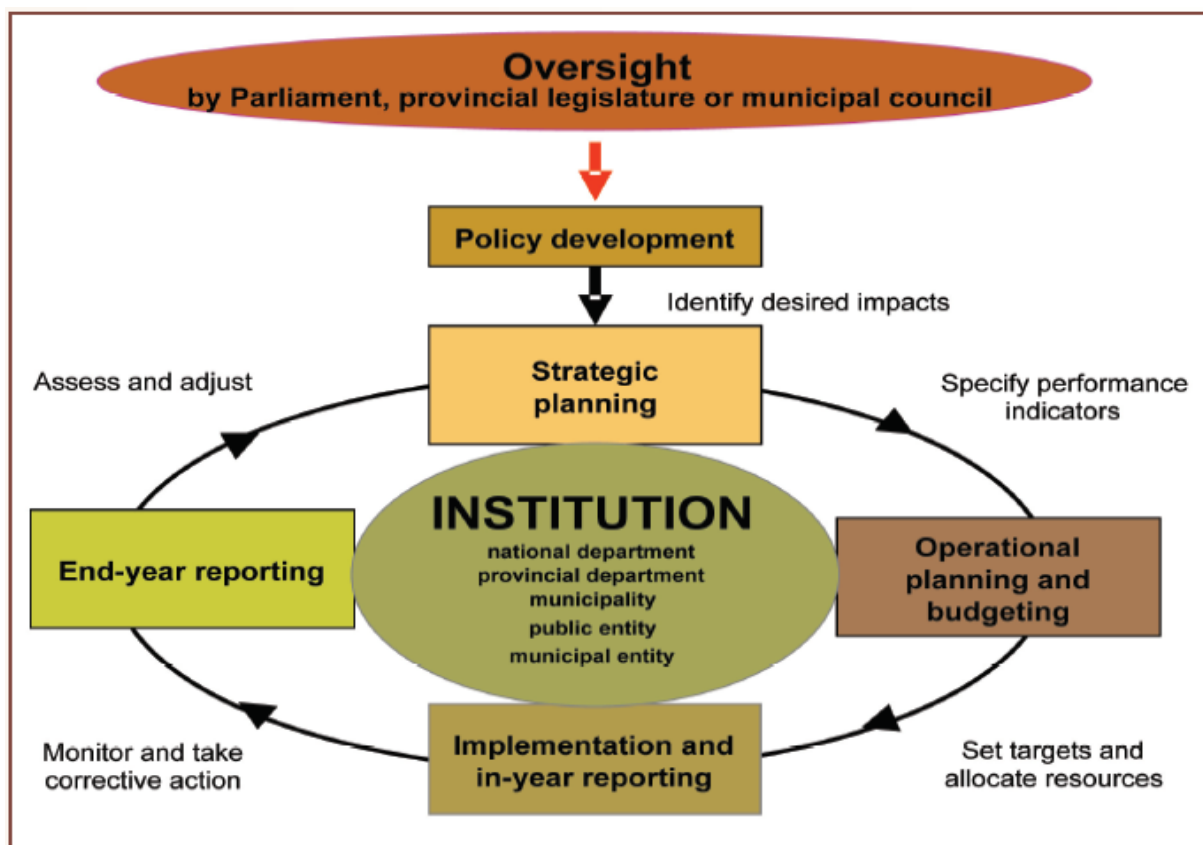 Oversight
by Parliament, provincial legislature or municipal council
Policy development
Identify desired impacts
Strategic
planning
Assess and adjust
Specify performance
indicators
INSTITUTION
national department
provincial department
municipality
public entity
municipal entity
End-year reporting
Operational
planning and
budgeting
Implementation and
in-year reporting
Monitor and take
corrective action
Set targets and
allocate resources